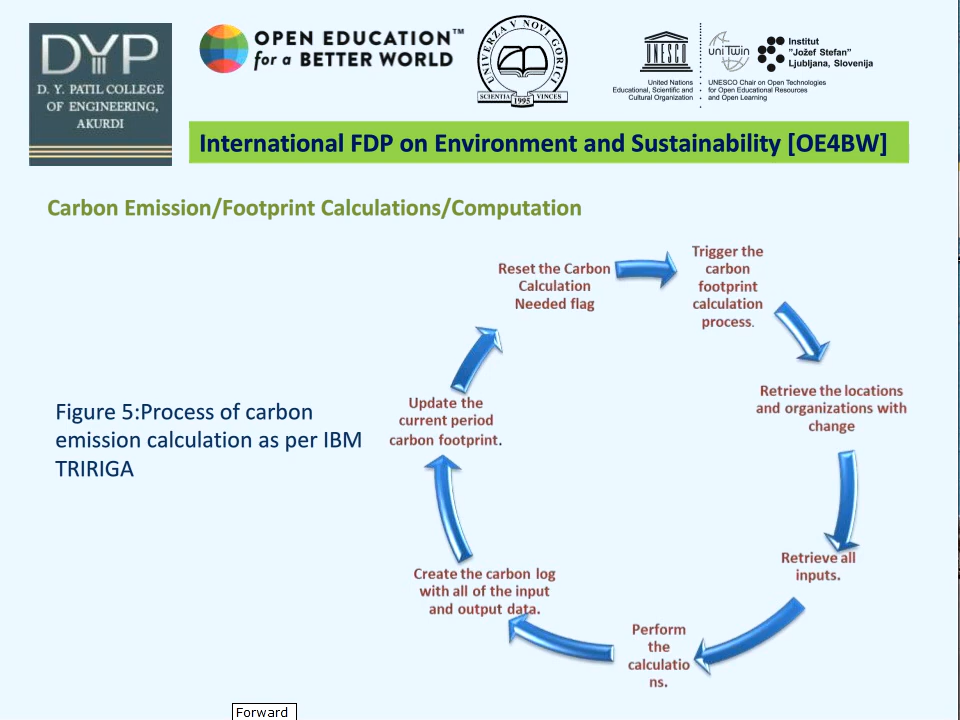 DYP
D. Y. PATIL COLLEGE
OF ENGINEERING,
AKURDI
OPEN EDUCATION™
for a BETTER WORLD
UNIVERZA V NOVI GORICI
SCIENTIA VINCES
1995
UNESCO
United Nations
Educational, Scientific and
Cultural Organization
uniTwin
Institut
"Jožef Stefan"
Ljubljana, Slovenija
UNESCO Chair on Open Technologies
for Open Educational Resources
and Open Learning
International FDP on Environment and Sustainability [OE4BW]
Carbon Emission/Footprint Calculations/Computation
Reset the Carbon
Calculation
Needed flag
Trigger the
carbon
footprint
calculation
process.
Retrieve the locations
and organizations with
change
Retrieve all
inputs.
Perform
the
calculatio
ns.
Create the carbon log
with all of the input
and output data.
Update the
current period
carbon footprint.
Figure 5:Process of carbon
emission calculation as per IBM
TRIRIGA
Forward